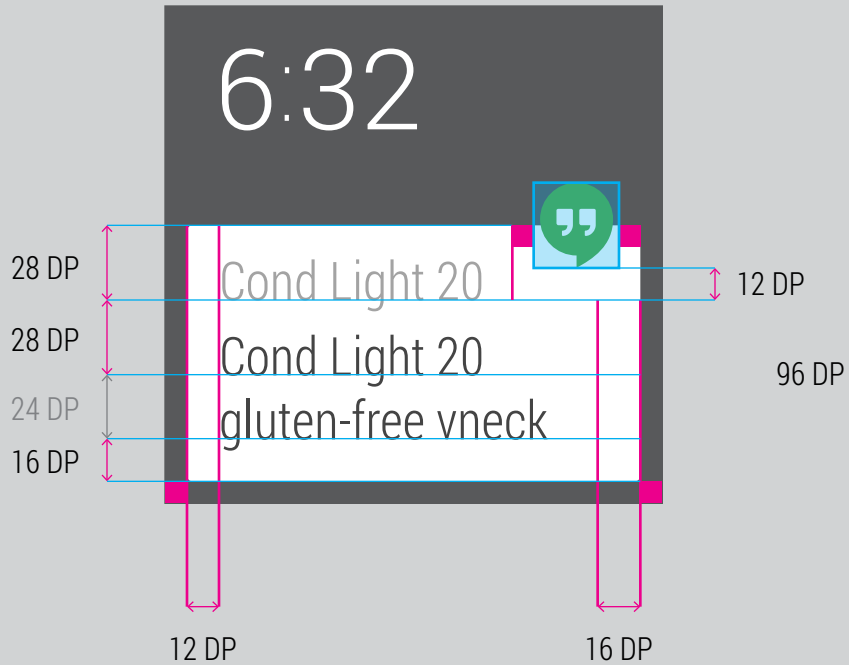 6:32
28 DP
Cond Light 20
12 DP
28 DP
Cond Light 20
96 DP
24 DP
gluten-free vneck
16 DP
12 DP
16 DP